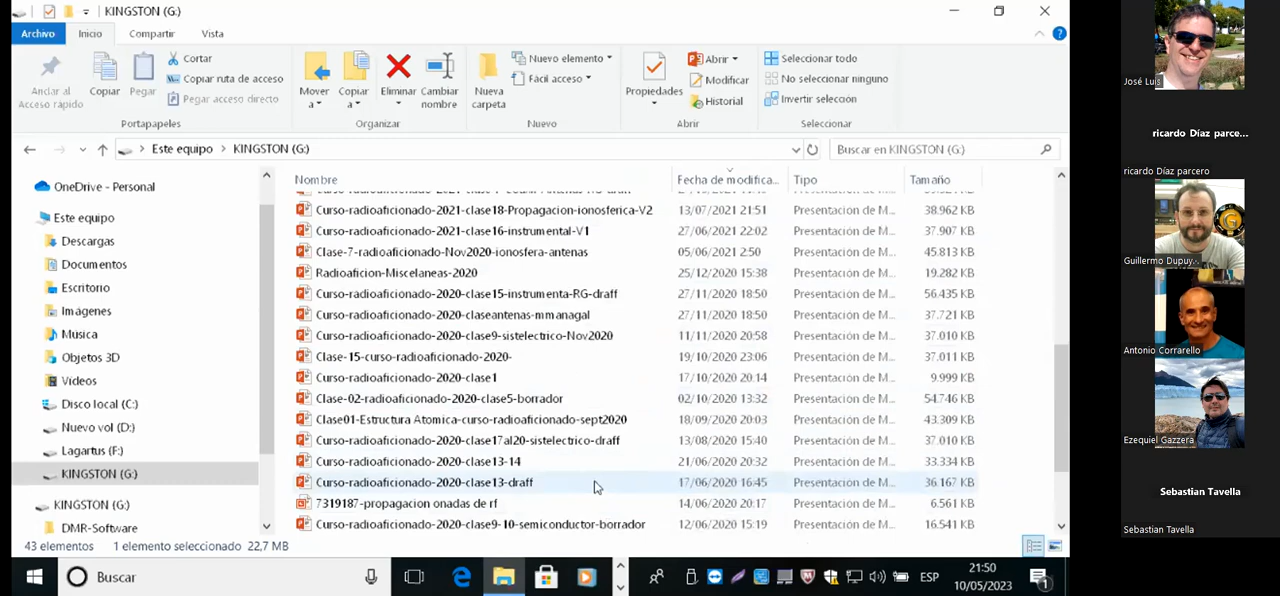 KINGSTON (G:)
Archivo Inicio Compartir Vista
Anclar al Acceso rápido
Copiar
Pegar
Cortar
Copiar ruta de acceso
Pegar acceso directo
Portapapeles
Mover a
Copiar a
Eliminar
Cambiar nombre
Organizar
Nueva carpeta
Nuevo elemento
Fácil acceso
Nuevo
Propiedades
Abrir
Modificar
Historial
Abrir
Seleccionar todo
No seleccionar ninguno
Invertir selección
Seleccionar
Este equipo KINGSTON (G:)
Buscar en KINGSTON (G:)
OneDrive - Personal
Este equipo
Descargas
Documentos
Escritorio
Imágenes
Música
Objetos 3D
Vídeos
Disco local (C:)
Nuevo vol (D:)
Lagartus (F:)
KINGSTON (G:)
KINGSTON (G:)
DMR-Software
Nombre Fecha de modifica... Tipo Tamaño
Curso-radioaficionado-2021-clase18-Propagacion-ionosferica-V2 13/07/2021 21:51 Presentación de M... 38.962 KB
Curso-radioaficionado-2021-clase16-instrumental-V1 27/06/2021 22:02 Presentación de M... 37.907 KB
Clase-7-radioaficionado-Nov2020-ionosfera-antenas 05/06/2021 2:50 Presentación de M... 45.813 KB
Radioaficion-Miscelaneas-2020 25/12/2020 15:38 Presentación de M... 19.282 KB
Curso-radioaficionado-2020-clase15-instrumenta-RG-draff 27/11/2020 18:50 Presentación de M... 56.435 KB
Curso-radioaficionado-2020-claseantenas-mmanagal 27/11/2020 18:50 Presentación de M... 37.721 KB
Curso-radioaficionado-2020-clase9-sistelectrico-Nov2020 11/11/2020 20:58 Presentación de M... 37.010 KB
Clase-15-curso-radioaficionado-2020- 19/10/2020 23:06 Presentación de M... 37.011 KB
Curso-radioaficionado-2020-clase1 17/10/2020 20:14 Presentación de M... 9.999 KB
Clase-02-radioaficionado-2020-clase5-borrador 02/10/2020 13:32 Presentación de M... 54.746 KB
Clase01-Estructura Atomica-curso-radioaficionado-sept2020 18/09/2020 20:03 Presentación de M... 43.309 KB
Curso-radioaficionado-2020-clase17al20-sistelectrico-draff 13/08/2020 15:40 Presentación de M... 37.010 KB
Curso-radioaficionado-2020-clase13-14 21/06/2020 20:32 Presentación de M... 33.334 KB
Curso-radioaficionado-2020-clase13-draff 17/06/2020 16:45 Presentación de M... 36.167 KB
7319187-propagacion onadas de rf 14/06/2020 20:17 Presentación de M... 6.561 KB
Curso-radioaficionado-2020-clase9-10-semiconductor-borrador 12/06/2020 15:19 Presentación de M... 16.541 KB
43 elementos 1 elemento seleccionado 22,7 MB
Buscar
ESP
21:50
10/05/2023
1
José Luis
ricardo Díaz parce...
ricardo Díaz parcero
Guillermo Dupuy...
Antonio Corrarello
Ezequiel Gazzera
Sebastian Tavella
Sebastian Tavella